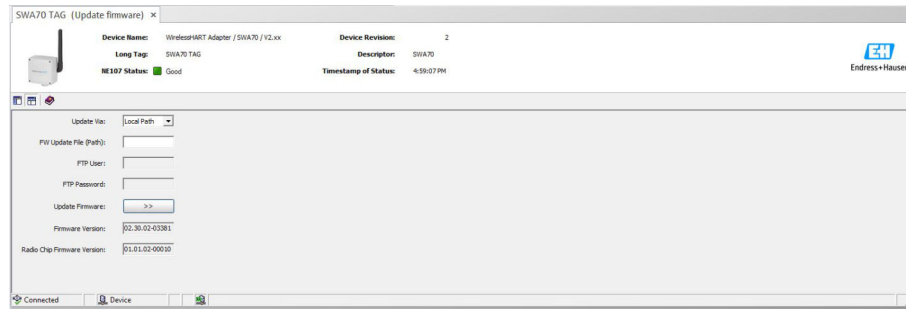 SWA70 TAG (Update firmware) ×
Device Name: WirelessHART Adapter / SWA70 / V2.xx Device Revision: 2
Long Tag: SWA70 TAG Descriptor: SWA70
NE107 Status: Good Timestamp of Status: 4:59:07 PM
EH
Endress+Hauser
Update Via: Local Path
FW Update File (Path):
FTP User:
FTP Password:
Update Firmware: >>
Firmware Version: 02.30.02-03381
Radio Chip Firmware Version: 01.01.02-00010
Connected Device